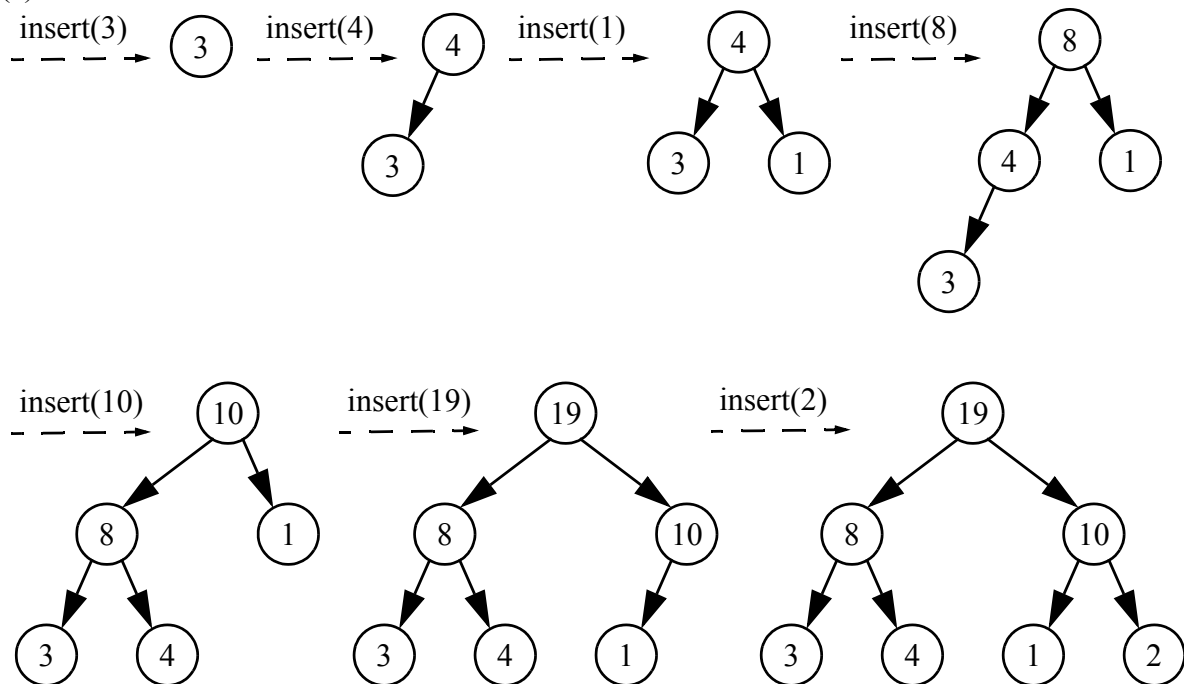 insert(3) 3 insert(4) 4 insert(1) 4 insert(8) 8
3 3 1 4 1
3
insert(10) 10 insert(19) 19 insert(2) 19
8 1 8 10 8 10
3 4 3 4 1 3 4 1 2